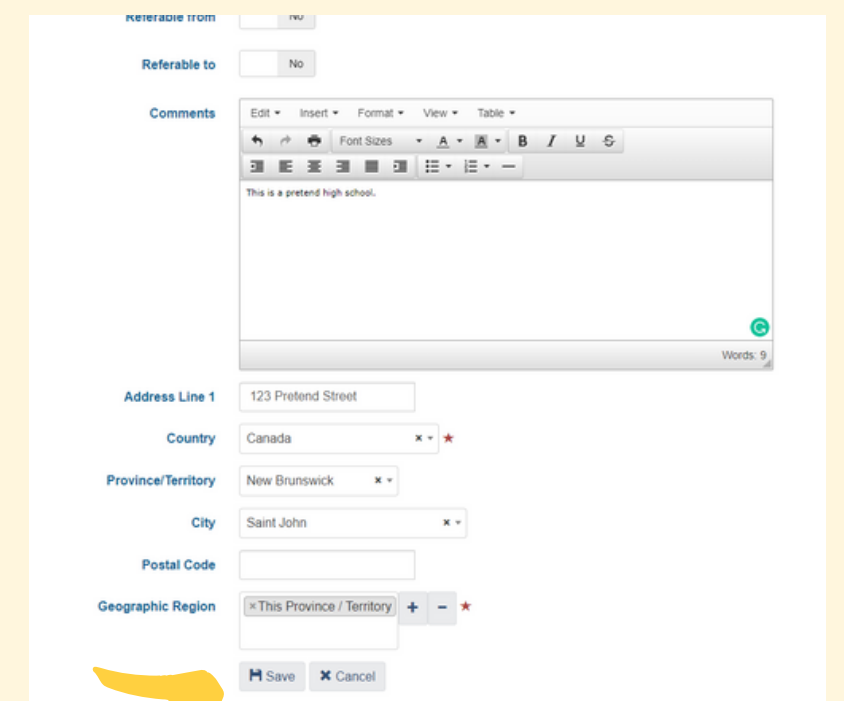 Referable from No
Referable to No
Comments Edit Insert Format View Table
Font Sizes A A B I U S
This is a pretend high school.
Words: 9
Address Line 1 123 Pretend Street
Country Canada × ★
Province/Territory New Brunswick ×
City Saint John ×
Postal Code
Geographic Region ×This Province / Territory + − ★
Save × Cancel